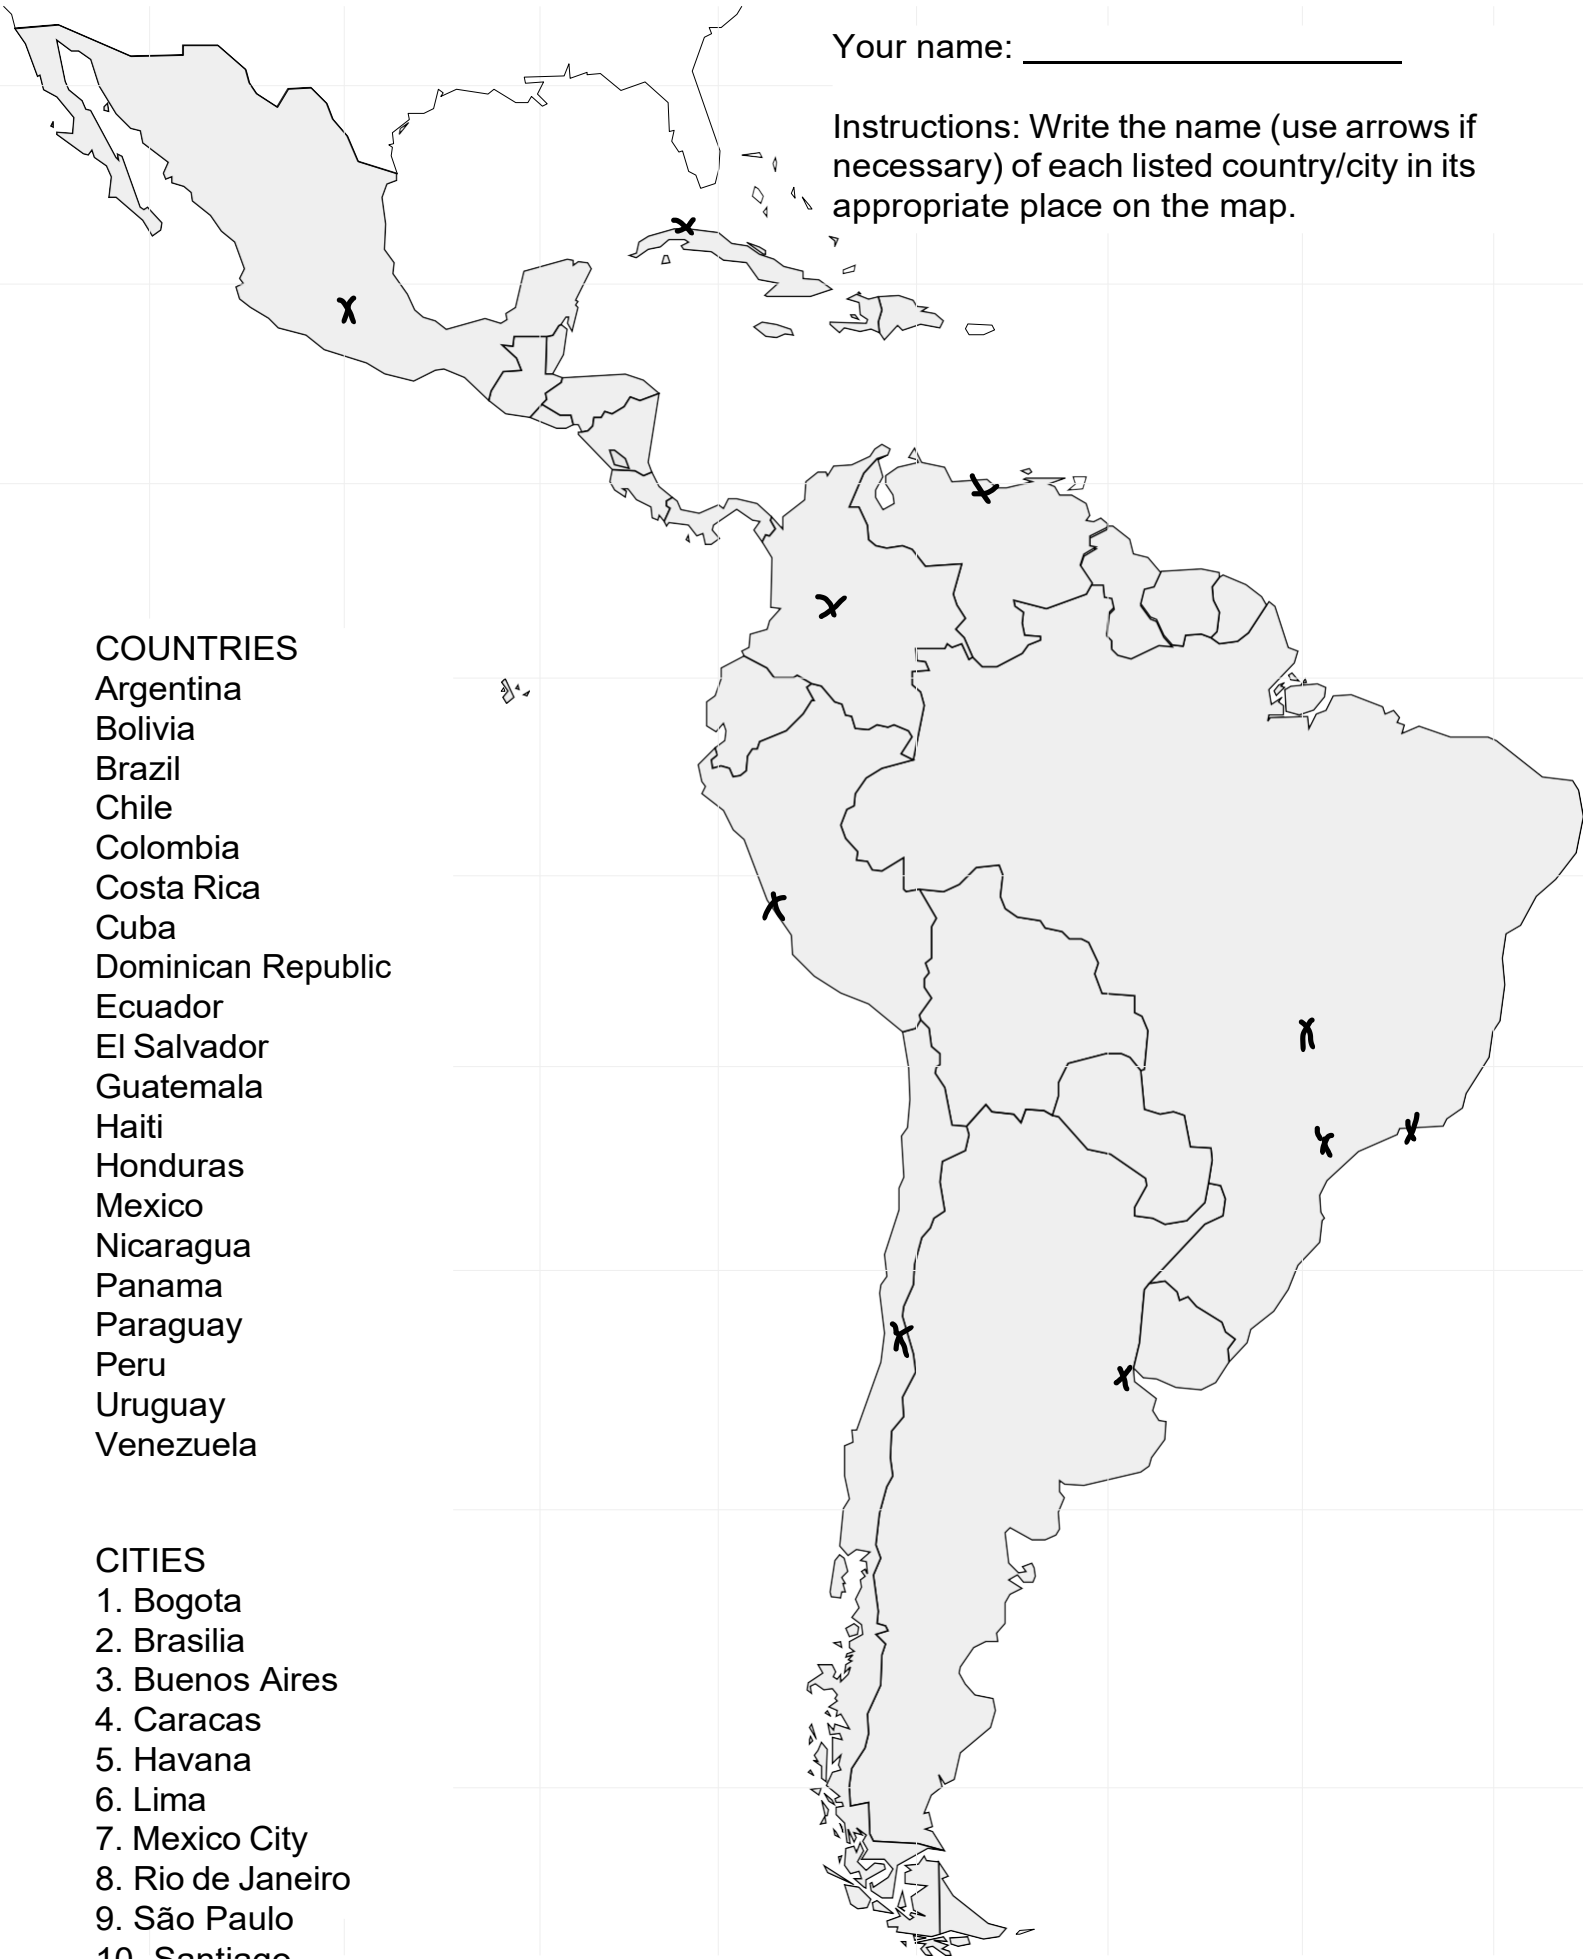 Your name: ____________________
Instructions: Write the name (use arrows if
necessary) of each listed country/city in its
appropriate place on the map.
COUNTRIES
Argentina
Bolivia
Brazil
Chile
Colombia
Costa Rica
Cuba
Dominican Republic
Ecuador
El Salvador
Guatemala
Haiti
Honduras
Mexico
Nicaragua
Panama
Paraguay
Peru
Uruguay
Venezuela
CITIES
1. Bogota
2. Brasilia
3. Buenos Aires
4. Caracas
5. Havana
6. Lima
7. Mexico City
8. Rio de Janeiro
9. São Paulo
10. Santiago